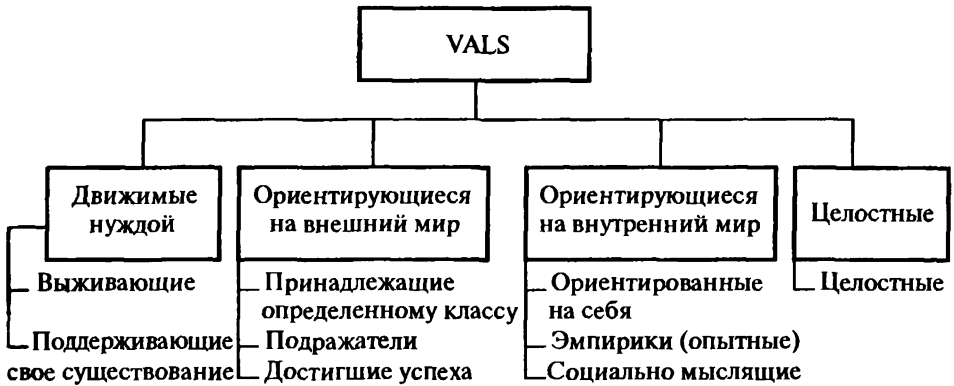 VALS
Движимые
нуждой
Ориентирующиеся
на внешний мир
Ориентирующиеся
на внутренний мир
Целостные
Выживающие
Поддерживающие
свое существование
Принадлежащие
определенному классу
Подражатели
Достигшие успеха
Ориентированные
на себя
Эмпирики (опытные)
Социально мыслящие
Целостные